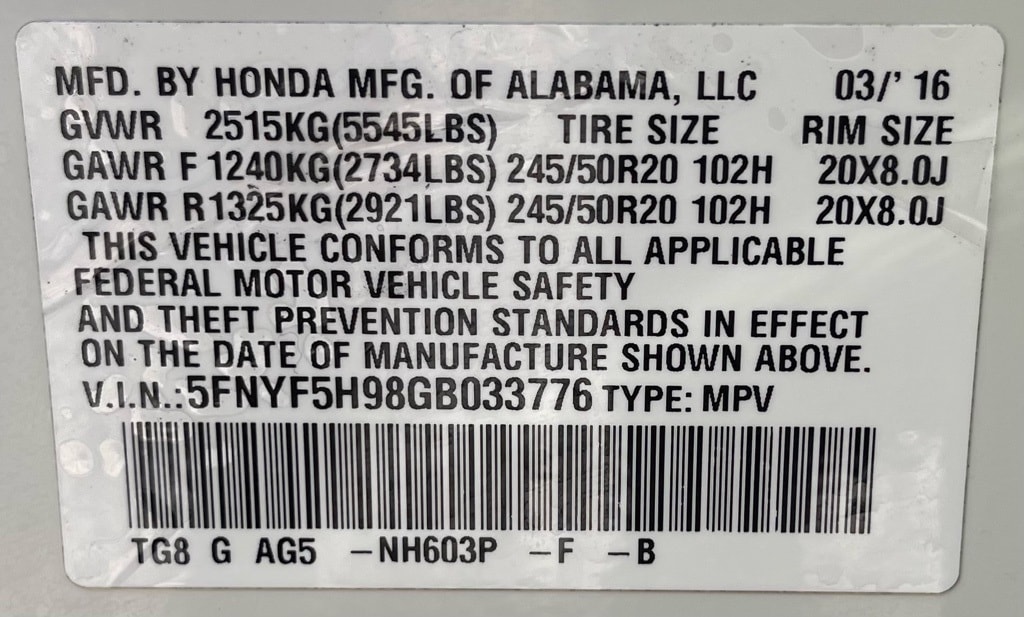 MFD. BY HONDA MFG. OF ALABAMA, LLC 03/' 16
GVWR 2515KG(5545LBS) TIRE SIZE RIM SIZE
GAWR F 1240KG(2734LBS) 245/50R20 102H 20X8.0J
GAWR R 1325KG(2921LBS) 245/50R20 102H 20X8.0J
THIS VEHICLE CONFORMS TO ALL APPLICABLE
FEDERAL MOTOR VEHICLE SAFETY
AND THEFT PREVENTION STANDARDS IN EFFECT
ON THE DATE OF MANUFACTURE SHOWN ABOVE.
V.I.N.:5FNYF5H98GB033776 TYPE: MPV
TG8 G AG5 -NH603P -F -B